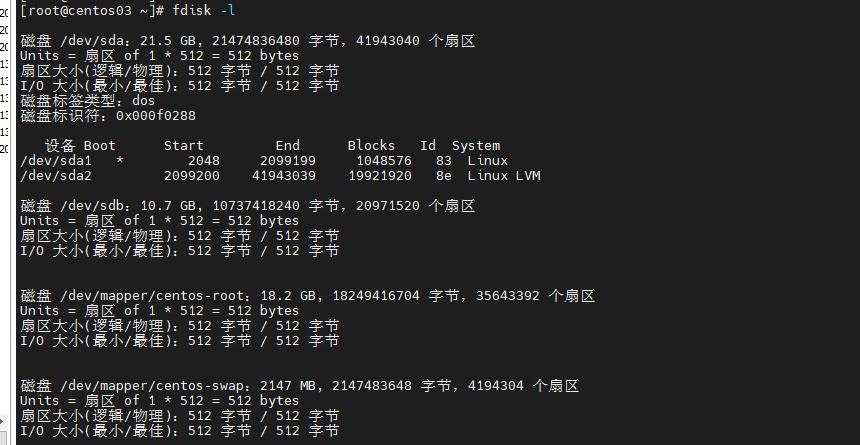 [root@centos03 ~]# fdisk -l
磁盘 /dev/sda：21.5 GB, 21474836480 字节，41943040 个扇区
Units = 扇区 of 1 * 512 = 512 bytes
扇区大小(逻辑/物理)：512 字节 / 512 字节
I/O 大小(最小/最佳)：512 字节 / 512 字节
磁盘标签类型：dos
磁盘标识符：0x000f0288
设备 Boot      Start         End      Blocks   Id  System
/dev/sda1   *        2048     2099199     1048576   83  Linux
/dev/sda2         2099200    41943039    19921920   8e  Linux LVM
磁盘 /dev/sdb：10.7 GB, 10737418240 字节，20971520 个扇区
Units = 扇区 of 1 * 512 = 512 bytes
扇区大小(逻辑/物理)：512 字节 / 512 字节
I/O 大小(最小/最佳)：512 字节 / 512 字节
磁盘 /dev/mapper/centos-root：18.2 GB, 18249416704 字节，35643392 个扇区
Units = 扇区 of 1 * 512 = 512 bytes
扇区大小(逻辑/物理)：512 字节 / 512 字节
I/O 大小(最小/最佳)：512 字节 / 512 字节
磁盘 /dev/mapper/centos-swap：2147 MB, 2147483648 字节，4194304 个扇区
Units = 扇区 of 1 * 512 = 512 bytes
扇区大小(逻辑/物理)：512 字节 / 512 字节
I/O 大小(最小/最佳)：512 字节 / 512 字节